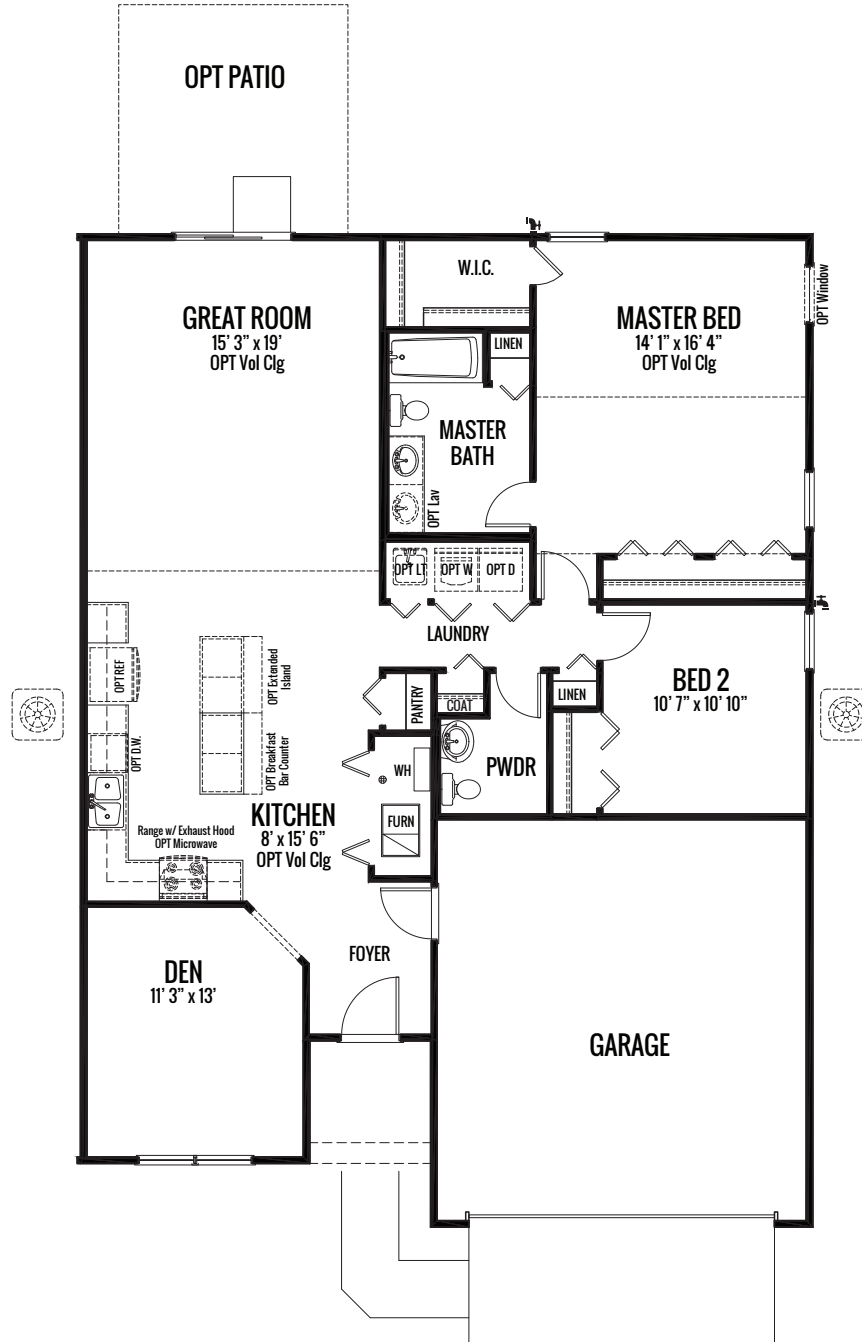 OPT PATIO
GREAT ROOM
15' 3" x 19'
OPT Vol Clg
W.I.C.
MASTER BED
14' 1" x 16' 4"
OPT Vol Clg
OPT Window
LINEN
MASTER
BATH
OPT Lav
OPT LT
OPT W
OPT D
LAUNDRY
OPT REF
OPT Extended
Island
PANTRY
COAT
LINEN
BED 2
10' 7" x 10' 10"
OPT D.W.
OPT Breakfast
Bar Counter
WH
PWDR
KITCHEN
8' x 15' 6"
OPT Vol Clg
FURN
Range w/ Exhaust Hood
OPT Microwave
FOYER
DEN
11' 3" x 13'
GARAGE